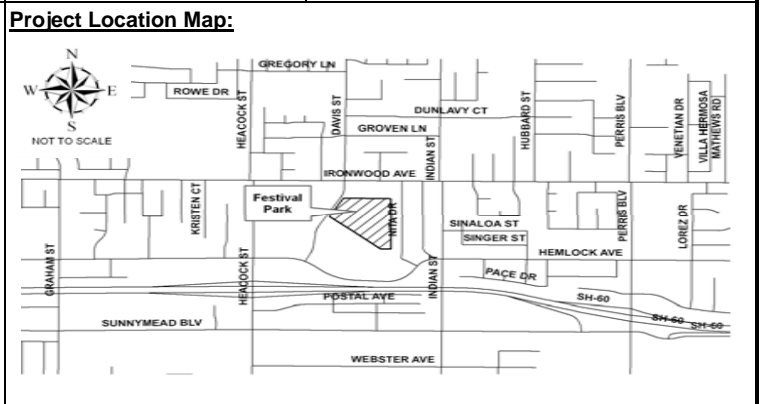 Project Location Map:
N
W E
S
NOT TO SCALE
GREGORY LN
ROWE DR
HEACOCK ST
DAVIS ST
DUNLAVY CT
GROVEN LN
INDIAN ST
HUBBARD ST
PERRIS BLV
VENETIAN DR
VILLA HERMOSA
MATHEWS RD
IRONWOOD AVE
KRISTEN CT
Festival
Park
NITA DR
SINALOA ST
SINGER ST
PERRIS BLV
LOREZ DR
HEMLOCK AVE
GRAHAM ST
HEACOCK ST
INDIAN ST
PACE DR
POSTAL AVE
SH-60
SH-60
SH-60
SUNNYMEAD BLV
WEBSTER AVE